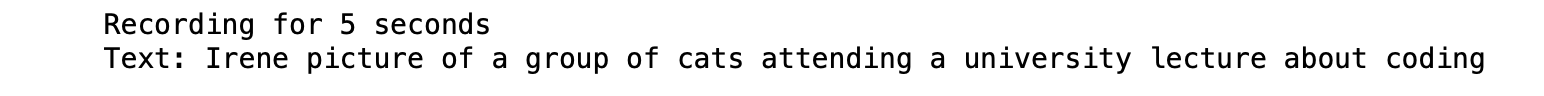 Recording for 5 seconds
Text: Irene picture of a group of cats attending a university lecture about coding